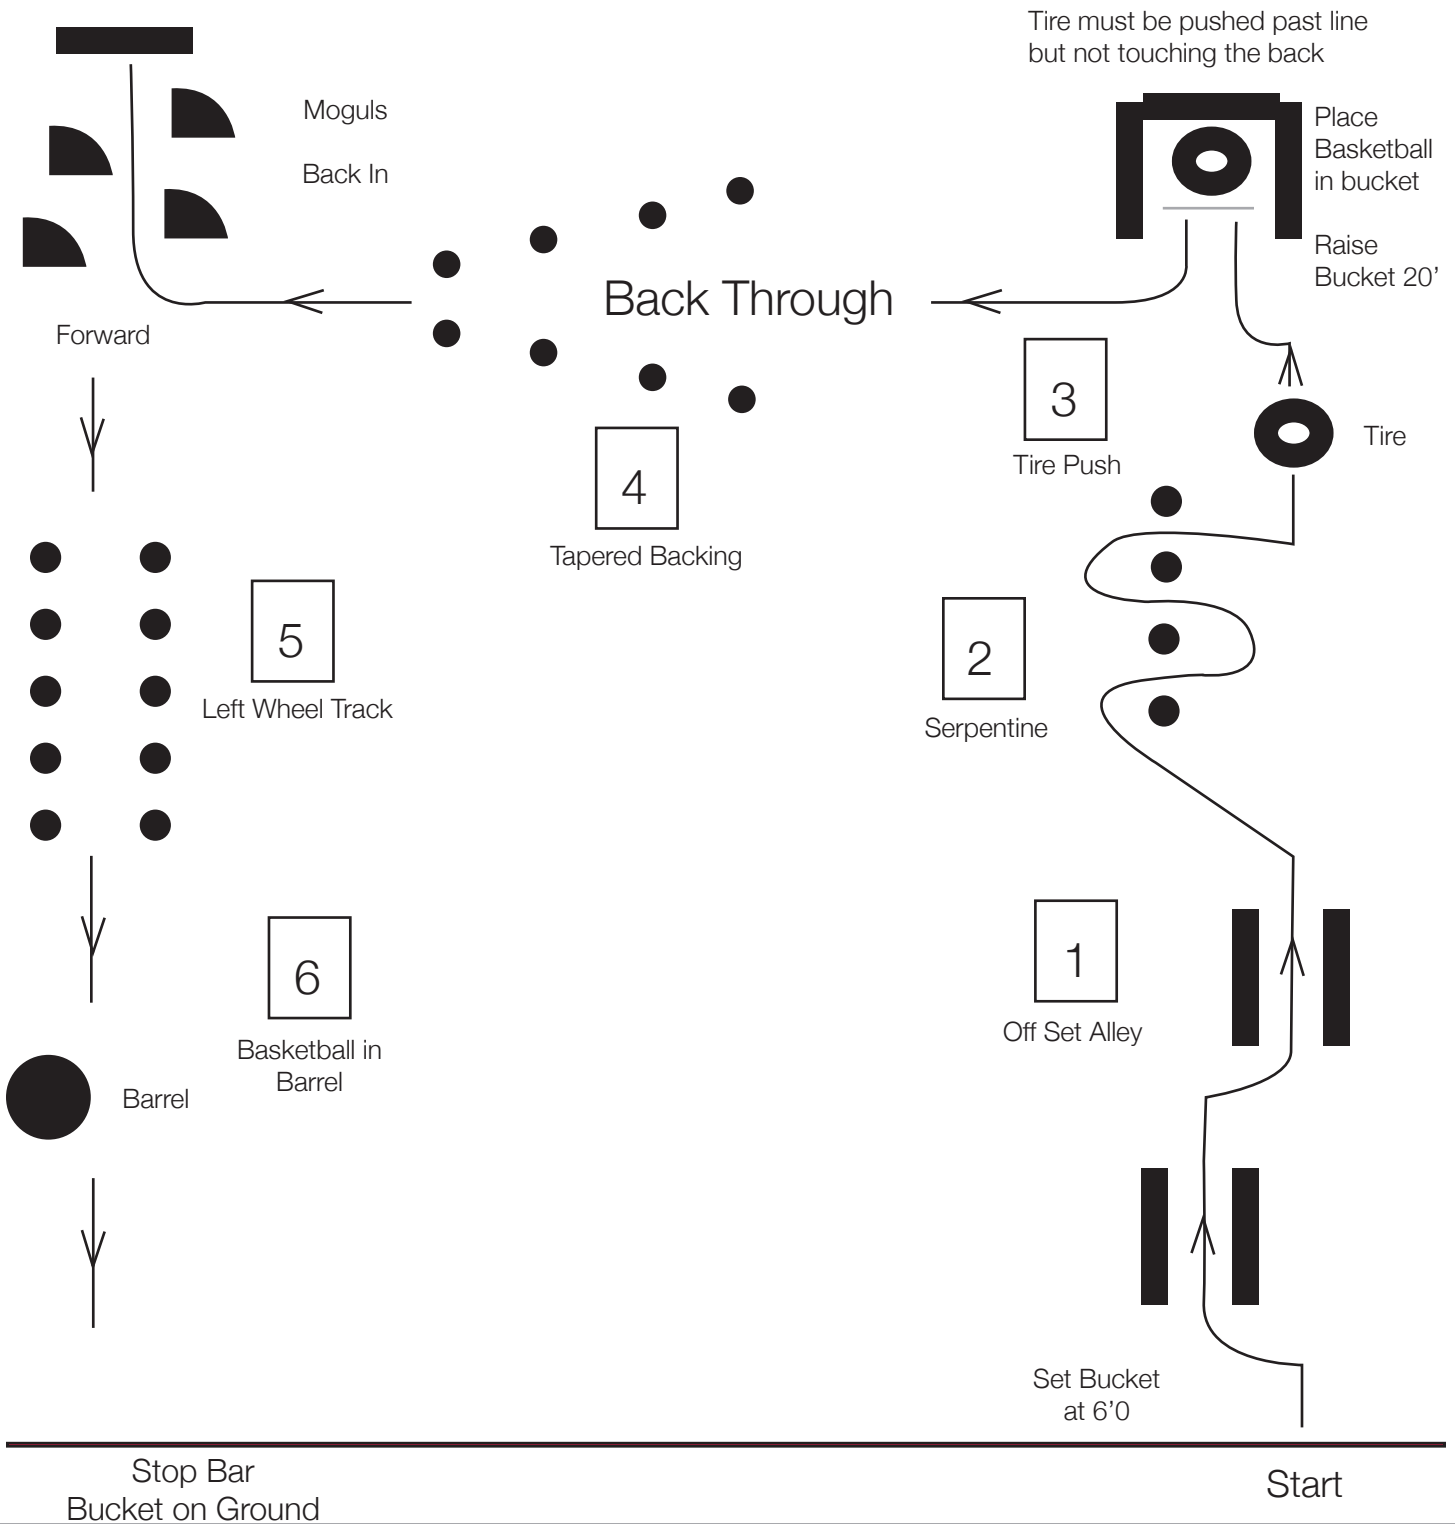 Tire must be pushed past line
but not touching the back
Moguls
Back In
Place
Basketball
in bucket
Raise
Bucket 20’
Back Through
Forward
3
Tire Push
Tire
4
Tapered Backing
5
Left Wheel Track
2
Serpentine
1
Off Set Alley
6
Basketball in
Barrel
Barrel
Set Bucket
at 6’0
Stop Bar
Bucket on Ground
Start